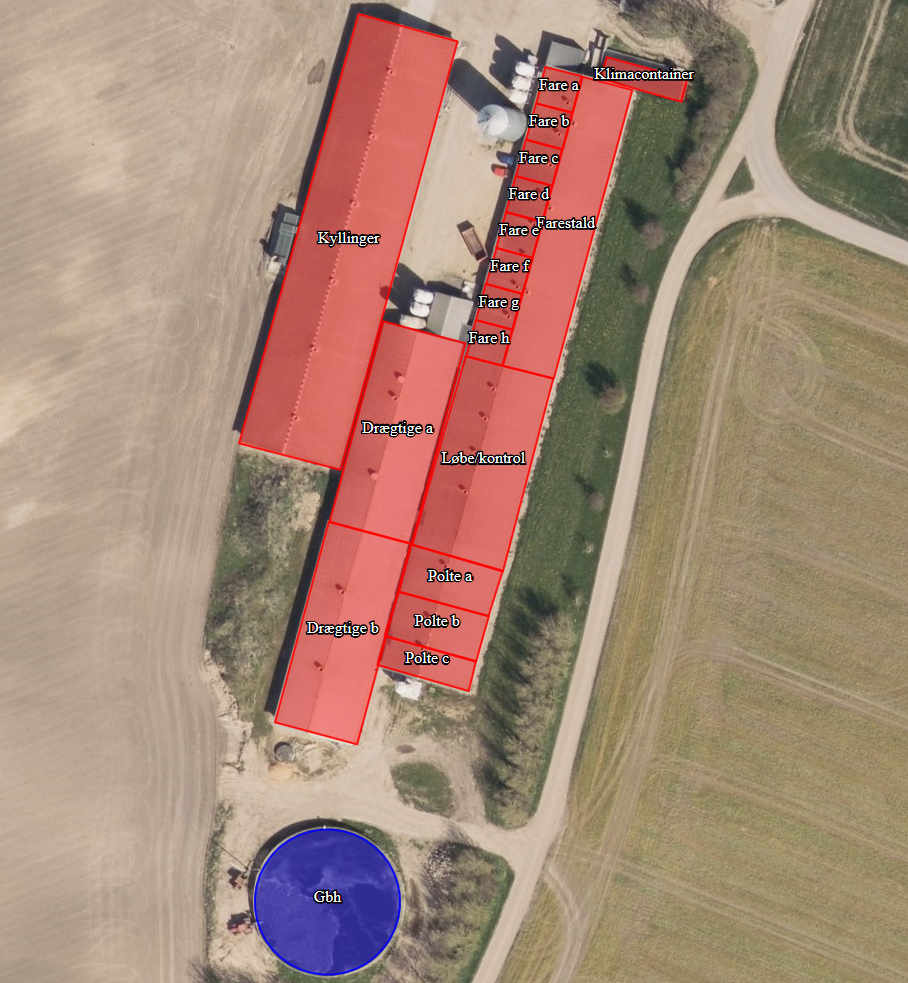 Klimacontainer
Fare a
Fare b
Fare c
Fare d
Farestald
Fare e
Kyllinger
Fare f
Fare g
Fare h
Drægtige a
Løbe/kontrol
Polte a
Polte b
Drægtige b
Polte c
Gbh